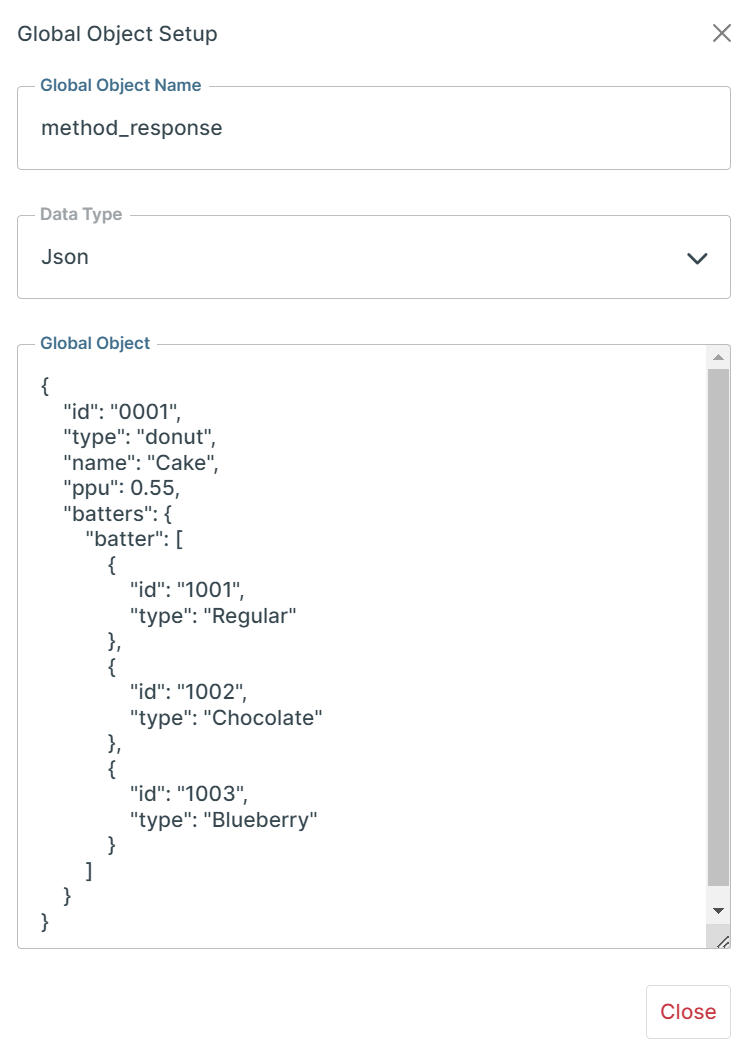 Global Object Setup
Global Object Name
method_response
Data Type
Json
Global Object
{
"id": "0001",
"type": "donut",
"name": "Cake",
"ppu": 0.55,
"batters": {
"batter": [
{
"id": "1001",
"type": "Regular"
},
{
"id": "1002",
"type": "Chocolate"
},
{
"id": "1003",
"type": "Blueberry"
}
]
}
}
Close